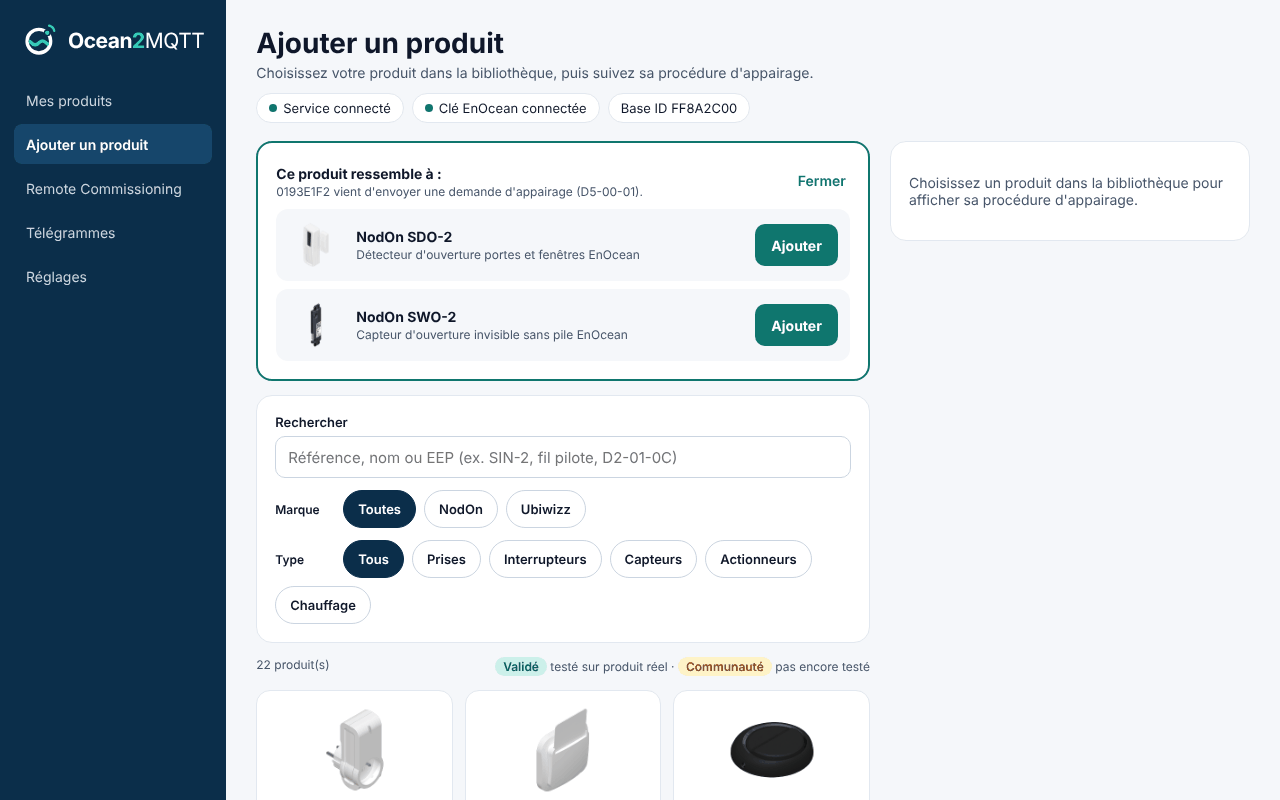 Ocean2MQTT
Mes produits
Ajouter un produit
Remote Commissioning
Télégrammes
Réglages
Ajouter un produit
Choisissez votre produit dans la bibliothèque, puis suivez sa procédure d'appairage.
Service connecté
Clé EnOcean connectée
Base ID FF8A2C00
Ce produit ressemble à :
0193E1F2 vient d'envoyer une demande d'appairage (D5-00-01).
Fermer
NodOn SDO-2
Détecteur d'ouverture portes et fenêtres EnOcean
Ajouter
NodOn SWO-2
Capteur d'ouverture invisible sans pile EnOcean
Ajouter
Choisissez un produit dans la bibliothèque pour
afficher sa procédure d'appairage.
Rechercher
Référence, nom ou EEP (ex. SIN-2, fil pilote, D2-01-0C)
Marque Toutes NodOn Ubiwizz
Type Tous Prises Interrupteurs Capteurs Actionneurs
Chauffage
22 produit(s)
Validé testé sur produit réel · Communauté pas encore testé